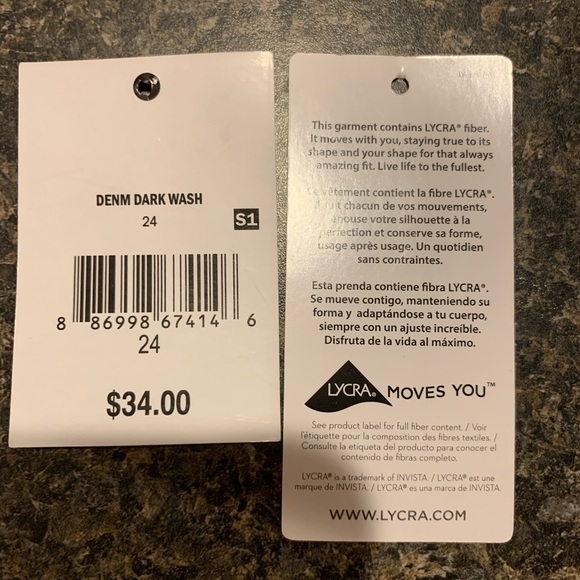 DENM DARK WASH
24
S1
8 86998 67414 6
24
$34.00
This garment contains LYCRA® fiber.
It moves with you, staying true to its
shape and your shape for that always
amazing fit. Live life to the fullest.
vêtement contient la fibre LYCRA®.
chacun de vos mouvements,
épouse votre silhouette à la
perfection et conserve sa forme,
usage après usage. Un quotidien
sans contraintes.
Esta prenda contiene fibra LYCRA®.
Se mueve contigo, manteniendo su
forma y adaptándose a tu cuerpo,
siempre con un ajuste increíble.
Disfruta de la vida al máximo.
LYCRA® MOVES YOU™
See product label for full fiber content. / Voir
l'étiquette pour la composition des fibres textiles. /
Consulte la etiqueta del producto para conocer el
contenido de fibras completo.
LYCRA® is a trademark of INVISTA. / LYCRA® est une
marque de INVISTA. / LYCRA® es una marca de INVISTA.
WWW.LYCRA.COM